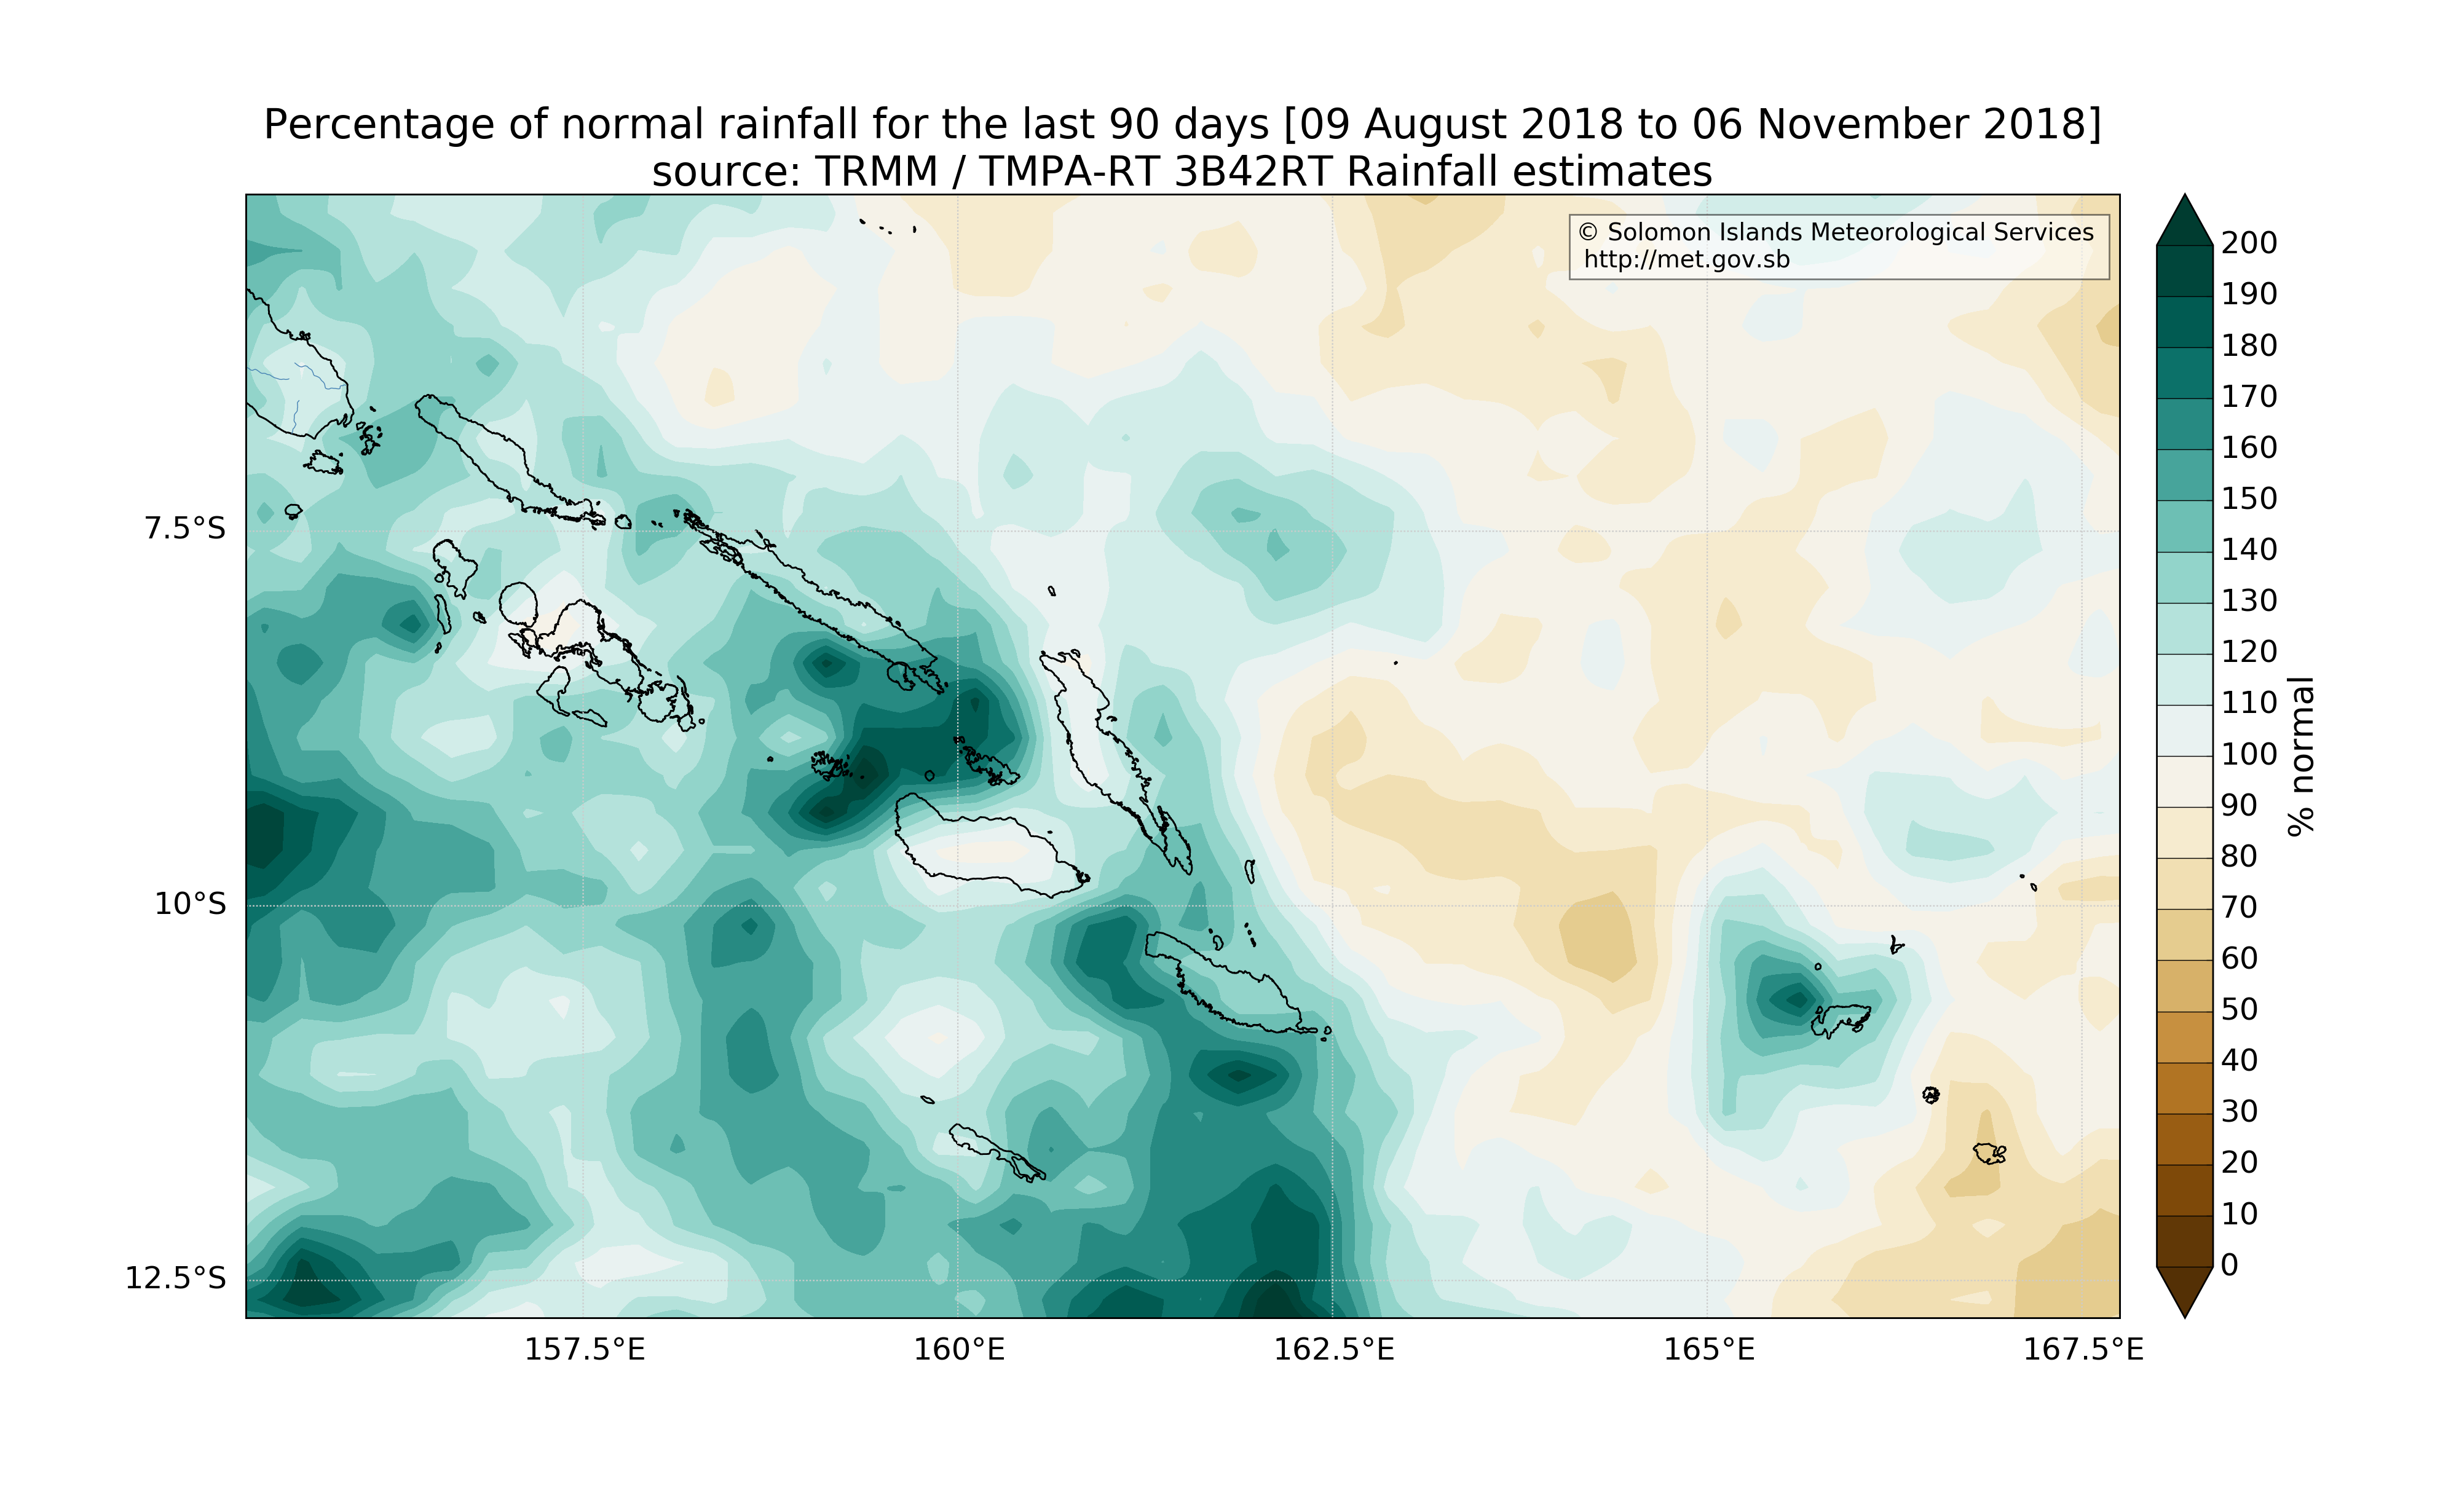 Percentage of normal rainfall for the last 90 days [09 August 2018 to 06 November 2018]
source: TRMM / TMPA-RT 3B42RT Rainfall estimates
© Solomon Islands Meteorological Services
http://met.gov.sb
7.5°S
10°S
12.5°S
157.5°E
160°E
162.5°E
165°E
167.5°E
200
190
180
170
160
150
140
130
120
110
100
90
80
70
60
50
40
30
20
10
0
% normal